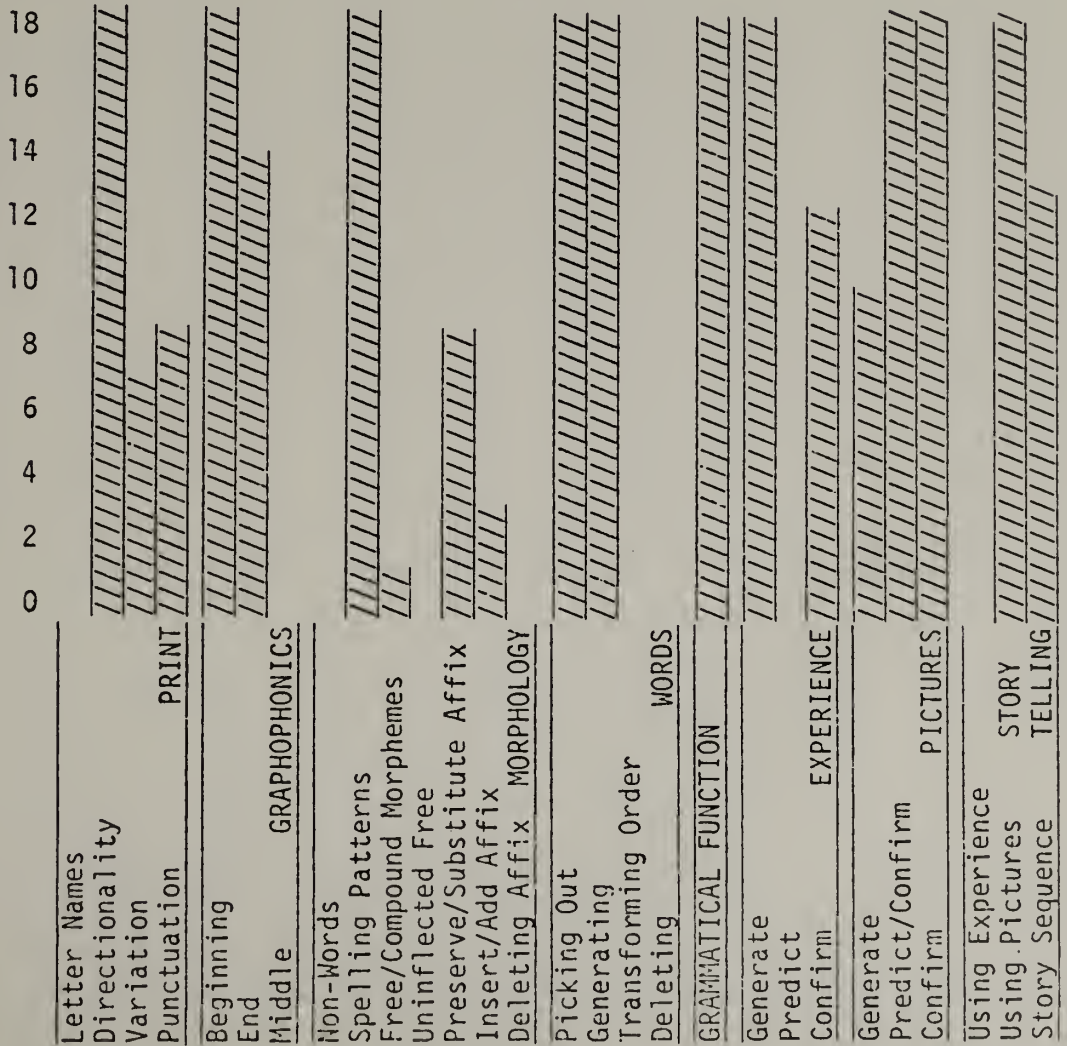 18
16
14
12
10
8
6
4
2
0
Letter Names
Directionality
Variation
Punctuation PRINT
Beginning
End
Middle GRAPHOPHONICS
Non-Words
Spelling Patterns
Free/Compound Morphemes
Uninflected Free
Preserve/Substitute Affix
Insert/Add Affix
Deleting Affix MORPHOLOGY
Picking Out
Generating
Transforming Order
Deleting WORDS
GRAMMATICAL FUNCTION
Generate
Predict
Confirm EXPERIENCE
Generate
Predict/Confirm
Confirm PICTURES
Using Experience
Using.Pictures STORY
Story Sequence TELLING